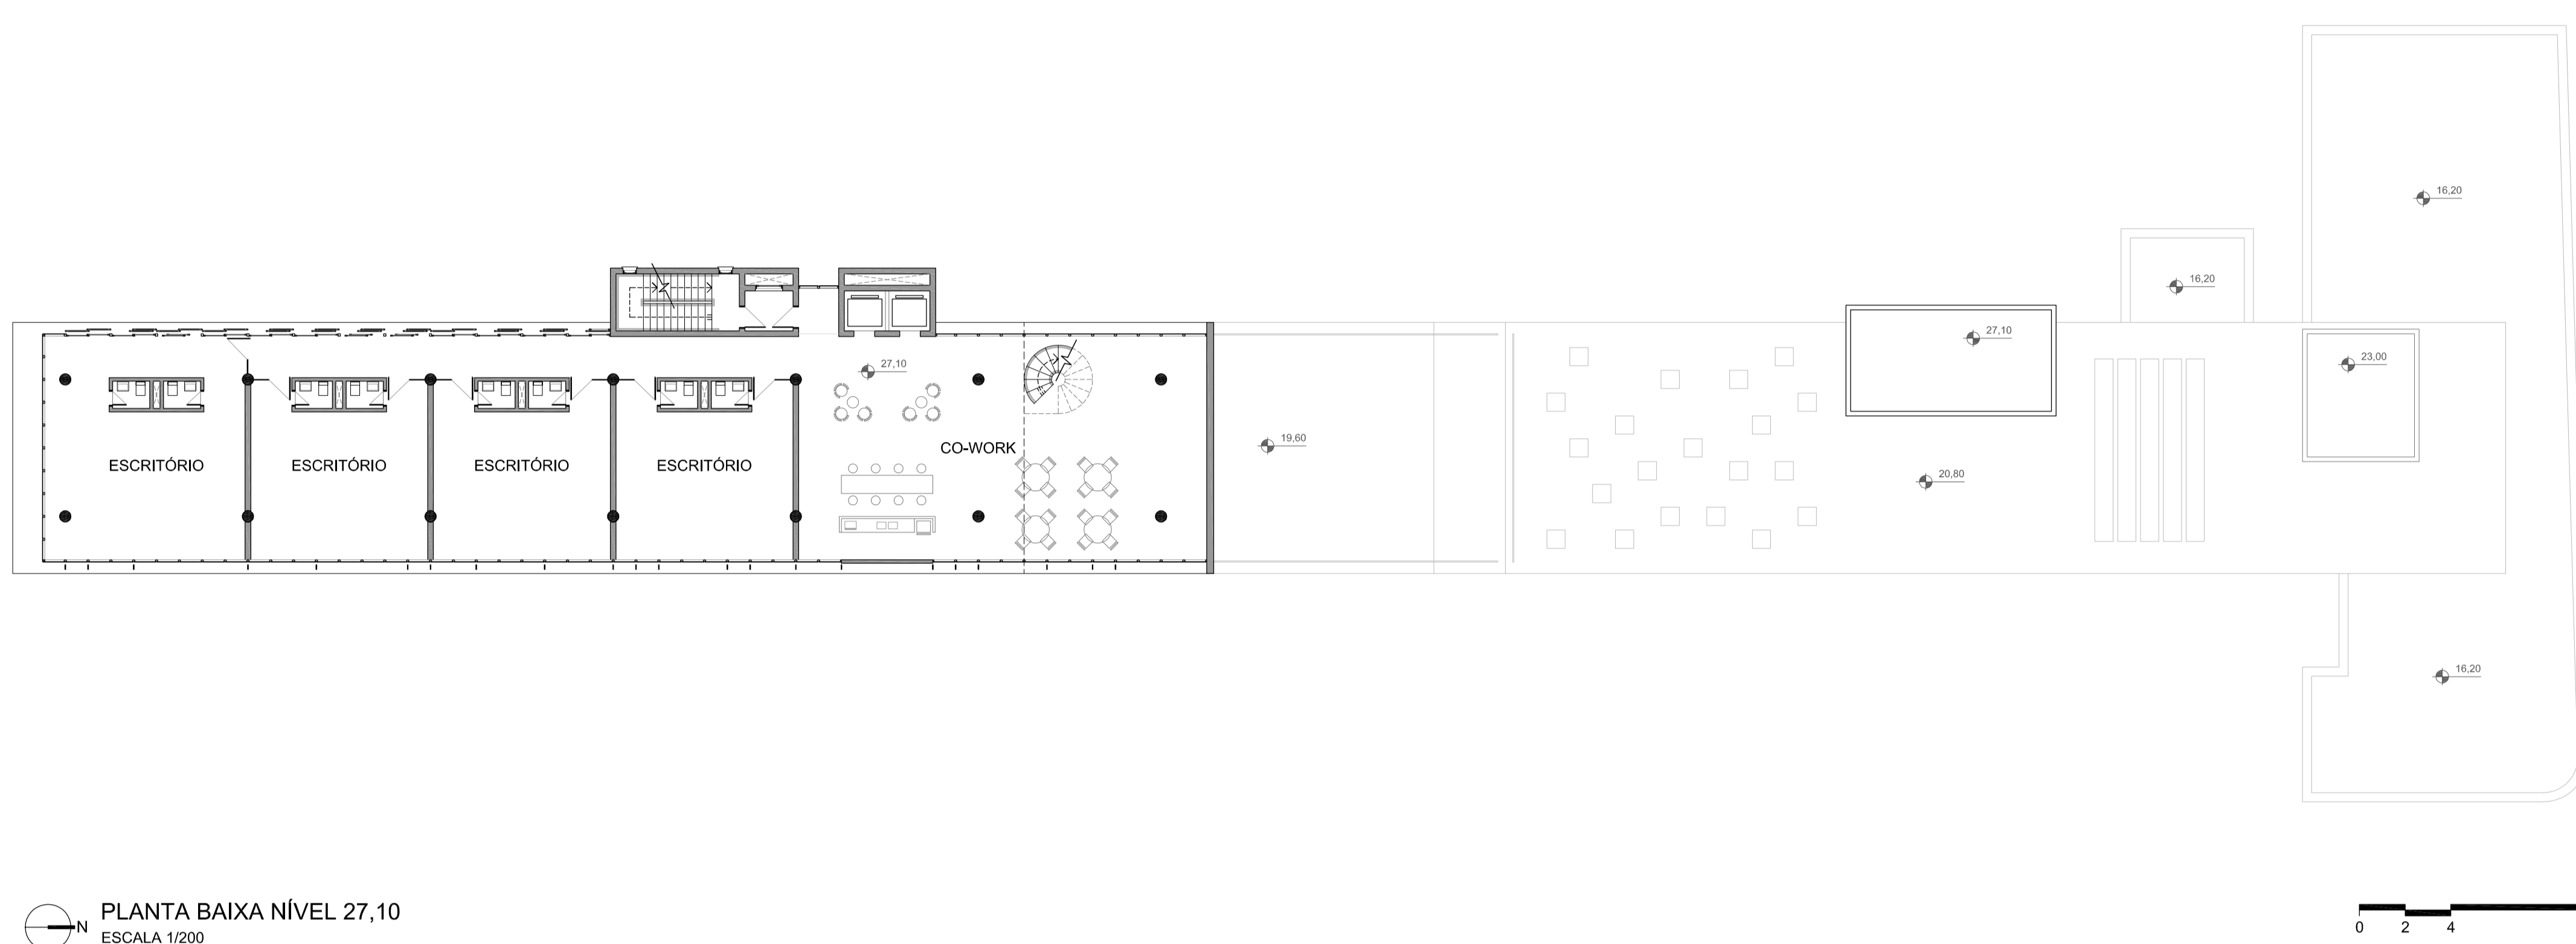 16,20
16,20
27,10
23,00
27,10
CO-WORK
19,60
ESCRITÓRIO
ESCRITÓRIO
ESCRITÓRIO
ESCRITÓRIO
20,80
16,20
N
PLANTA BAIXA NÍVEL 27,10
ESCALA 1/200
0 2 4